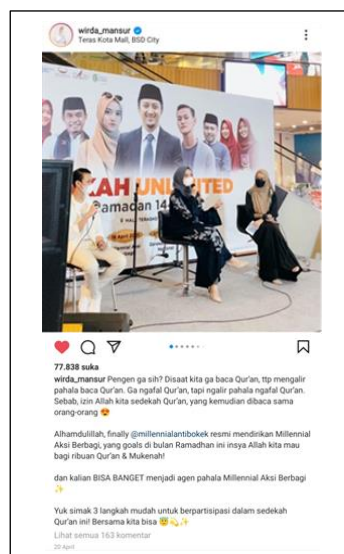 wirda_mansur
Teras Kota Mall, BSD City
KAH UNLIMITED
Ramadan 14
77.838 suka
wirda_mansur Pengen ga sih? Disaat kita ga baca Qur'an, ttp mengalir
pahala baca Qur'an. Ga ngafal Qur'an, tapi ngalir pahala ngafal Qur'an.
Sebab, izin Allah kita sedekah Qur'an, yang kemudian dibaca sama
orang-orang 😍
Alhamdulillah, finally @millennialantibokek resmi mendirikan Millennial
Aksi Berbagi, yang goals di bulan Ramadhan ini insya Allah kita mau
bagi ribuan Qur'an & Mukenah!
dan kalian BISA BANGET menjadi agen pahala Millennial Aksi Berbagi
✨
Yuk simak 3 langkah mudah untuk berpartisipasi dalam sedekah
Qur'an ini! Bersama kita bisa 😇💫✨
Lihat semua 163 komentar
20 April